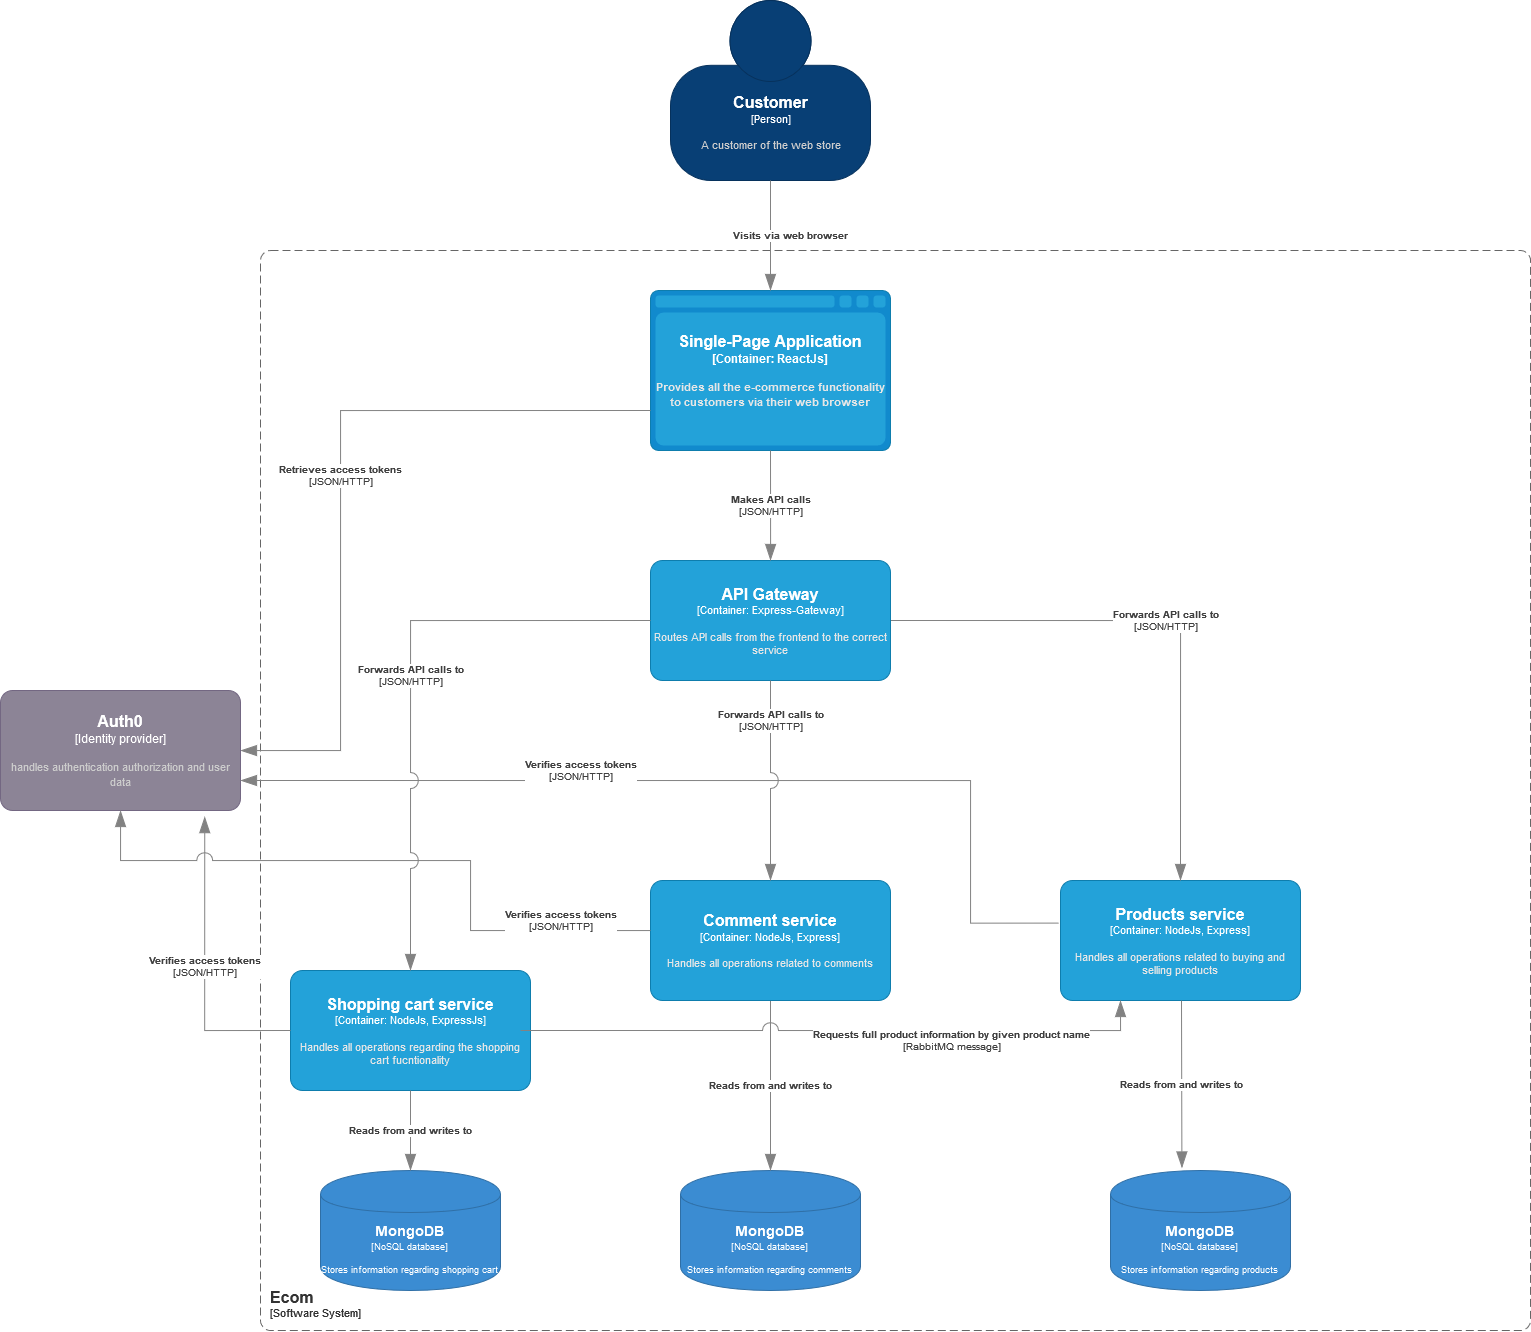 Customer
[Person]
A customer of the web store
Visits via web browser
Single-Page Application
[Container: ReactJs]
Provides all the e-commerce functionality
to customers via their web browser
Retrieves access tokens
[JSON/HTTP]
Makes API calls
[JSON/HTTP]
API Gateway
[Container: Express-Gateway]
Routes API calls from the frontend to the correct
service
Forwards API calls to
[JSON/HTTP]
Forwards API calls to
[JSON/HTTP]
Forwards API calls to
[JSON/HTTP]
Auth0
[Identity provider]
handles authentication authorization and user
data
Verifies access tokens
[JSON/HTTP]
Verifies access tokens
[JSON/HTTP]
Verifies access tokens
[JSON/HTTP]
Comment service
[Container: NodeJs, Express]
Handles all operations related to comments
Products service
[Container: NodeJs, Express]
Handles all operations related to buying and
selling products
Shopping cart service
[Container: NodeJs, ExpressJs]
Handles all operations regarding the shopping
cart fucntionality
Requests full product information by given product name
[RabbitMQ message]
Reads from and writes to
Reads from and writes to
Reads from and writes to
MongoDB
[NoSQL database]
Stores information regarding shopping cart
MongoDB
[NoSQL database]
Stores information regarding comments
MongoDB
[NoSQL database]
Stores information regarding products
Ecom
[Software System]